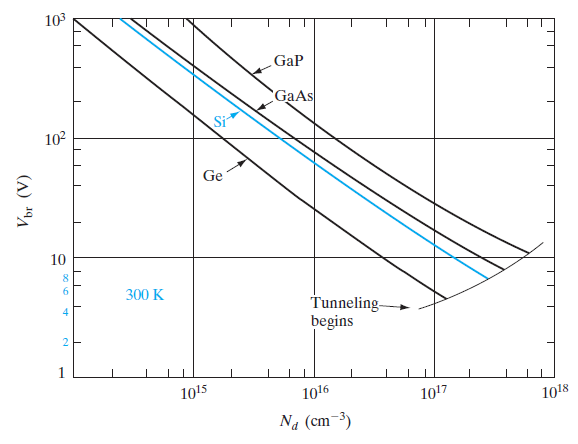 10³
GaP
GaAs
Si
10²
Ge
V_br (V)
10
8
6
4
2
1
300 K
Tunneling
begins
10¹⁵
10¹⁶
10¹⁷
10¹⁸
N_d (cm⁻³)